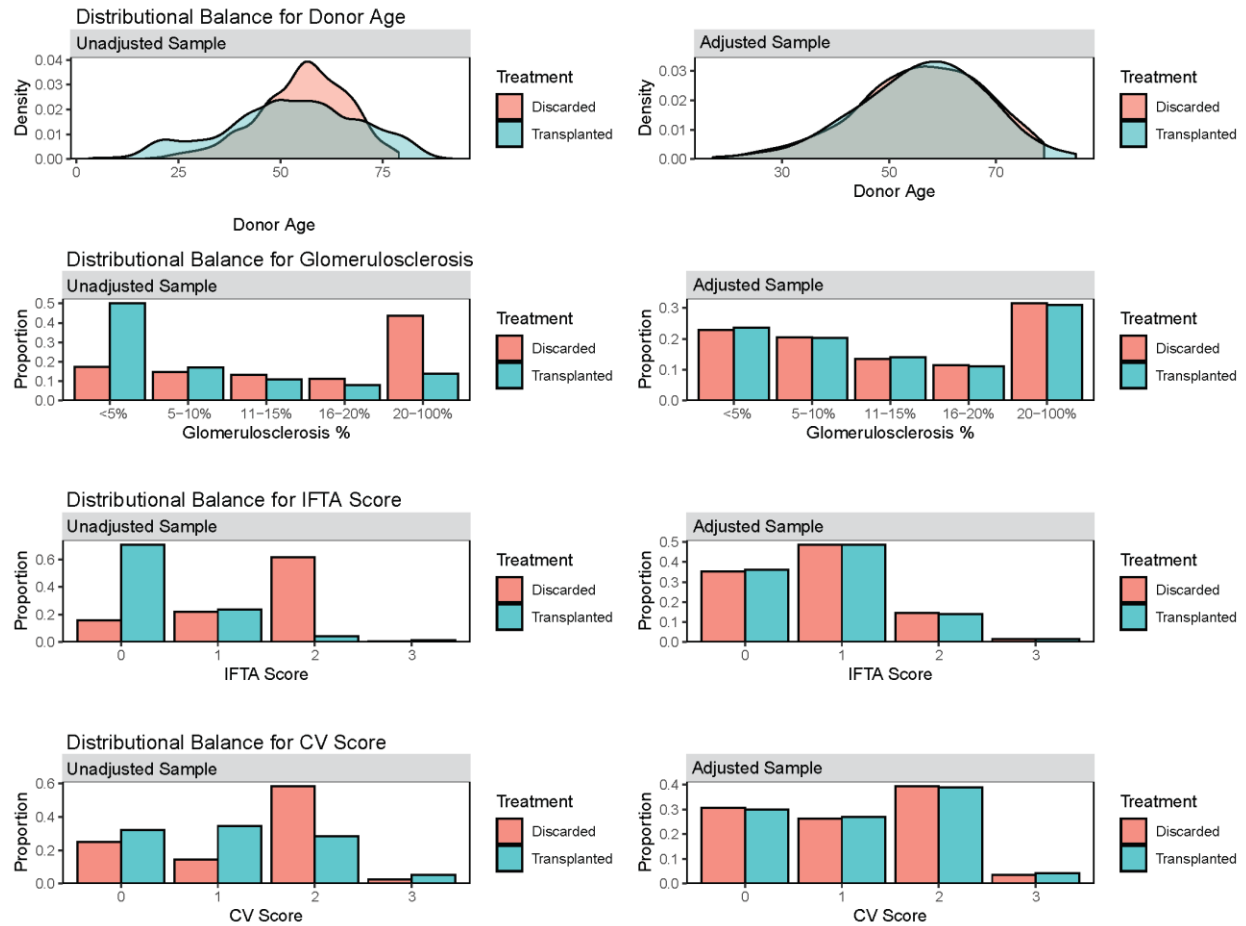 Distributional Balance for Donor Age
Unadjusted Sample
Adjusted Sample
0.04
0.03
0.02
0.01
0.00
Density
0 25 50 75
Donor Age
Treatment
Discarded
Transplanted
0.03
0.02
0.01
0.00
Density
30 50 70
Donor Age
Treatment
Discarded
Transplanted
Distributional Balance for Glomerulosclerosis
Unadjusted Sample
Adjusted Sample
0.5
0.4
0.3
0.2
0.1
0.0
Proportion
<5% 5−10% 11−15% 16−20% 20−100%
Glomerulosclerosis %
Treatment
Discarded
Transplanted
0.3
0.2
0.1
0.0
Proportion
<5% 5−10% 11−15% 16−20% 20−100%
Glomerulosclerosis %
Treatment
Discarded
Transplanted
Distributional Balance for IFTA Score
Unadjusted Sample
Adjusted Sample
0.6
0.4
0.2
0.0
Proportion
0 1 2 3
IFTA Score
Treatment
Discarded
Transplanted
0.5
0.4
0.3
0.2
0.1
0.0
Proportion
0 1 2 3
IFTA Score
Treatment
Discarded
Transplanted
Distributional Balance for CV Score
Unadjusted Sample
Adjusted Sample
0.6
0.4
0.2
0.0
Proportion
0 1 2 3
CV Score
Treatment
Discarded
Transplanted
0.4
0.3
0.2
0.1
0.0
Proportion
0 1 2 3
CV Score
Treatment
Discarded
Transplanted